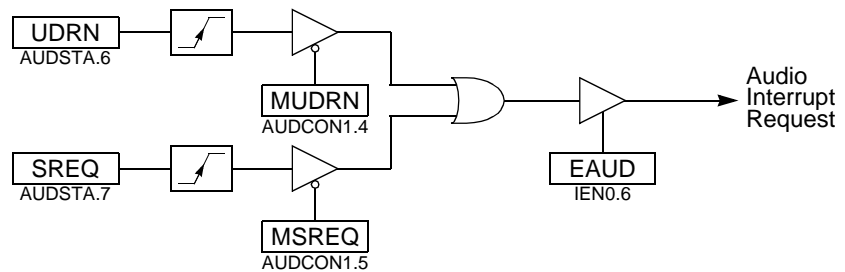 UDRN
AUDSTA.6
MUDRN
AUDCON1.4
Audio
Interrupt
Request
SREQ
AUDSTA.7
EAUD
IEN0.6
MSREQ
AUDCON1.5